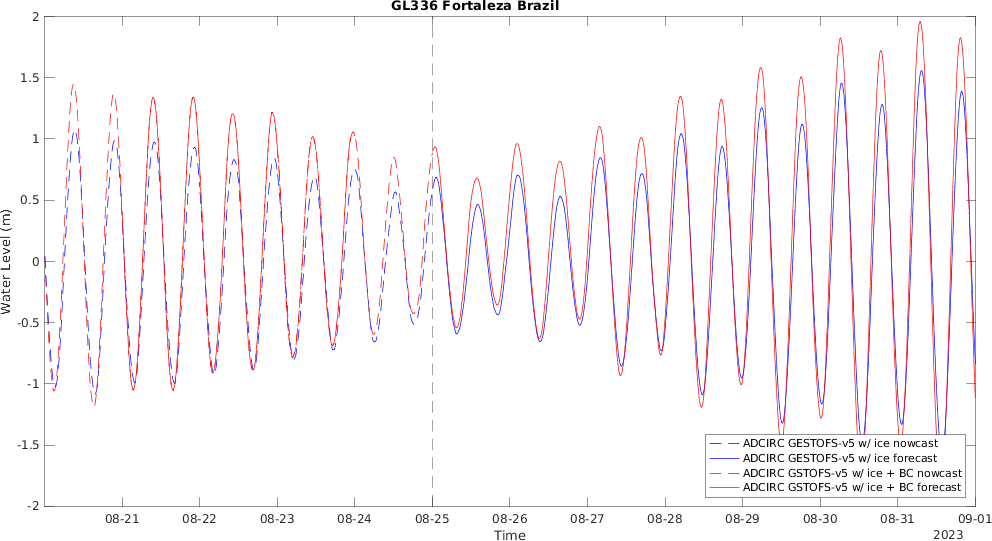 GL336 Fortaleza Brazil
2
1.5
1
0.5
0
-0.5
-1
-1.5
-2
Water Level (m)
ADCIRC GESTOFS-v5 w/ ice nowcast
ADCIRC GESTOFS-v5 w/ ice forecast
ADCIRC GSTOFS-v5 w/ ice + BC nowcast
ADCIRC GSTOFS-v5 w/ ice + BC forecast
08-21 08-22 08-23 08-24 08-25 08-26 08-27 08-28 08-29 08-30 08-31 09-01
Time
2023